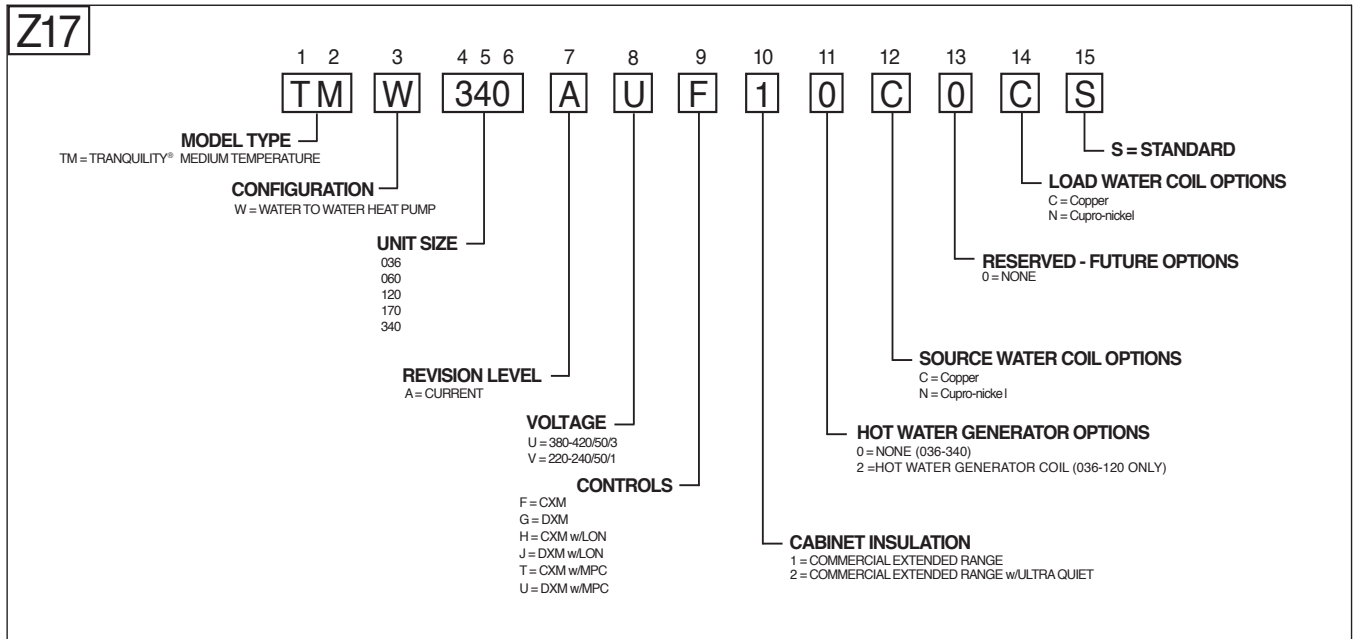 Z17
1 2 3 4 5 6 7 8 9 10 11 12 13 14 15
TM W 340 A U F 1 0 C 0 C S
MODEL TYPE
TM = TRANQUILITY® MEDIUM TEMPERATURE
CONFIGURATION
W = WATER TO WATER HEAT PUMP
UNIT SIZE
036
060
120
170
340
REVISION LEVEL
A = CURRENT
VOLTAGE
U = 380-420/50/3
V = 220-240/50/1
CONTROLS
F = CXM
G = DXM
H = CXM w/LON
J = DXM w/LON
T = CXM w/MPC
U = DXM w/MPC
S = STANDARD
LOAD WATER COIL OPTIONS
C = Copper
N = Cupro-nickel
RESERVED - FUTURE OPTIONS
0 = NONE
SOURCE WATER COIL OPTIONS
C = Copper
N = Cupro-nickel
HOT WATER GENERATOR OPTIONS
0 = NONE (036-340)
2 =HOT WATER GENERATOR COIL (036-120 ONLY)
CABINET INSULATION
1 = COMMERCIAL EXTENDED RANGE
2 = COMMERCIAL EXTENDED RANGE w/ULTRA QUIET